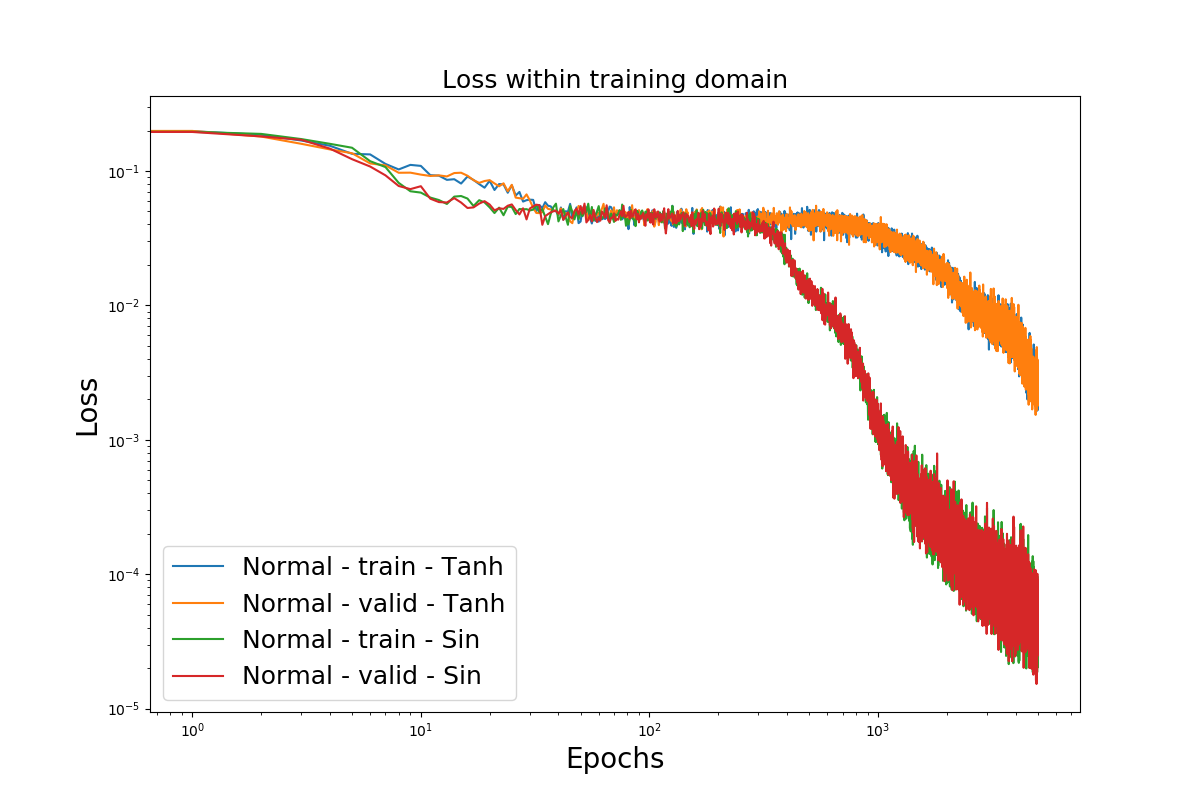 Loss within training domain
Loss
10⁻¹
10⁻²
10⁻³
10⁻⁴
10⁻⁵
Normal - train - Tanh
Normal - valid - Tanh
Normal - train - Sin
Normal - valid - Sin
10⁰ 10¹ 10² 10³
Epochs